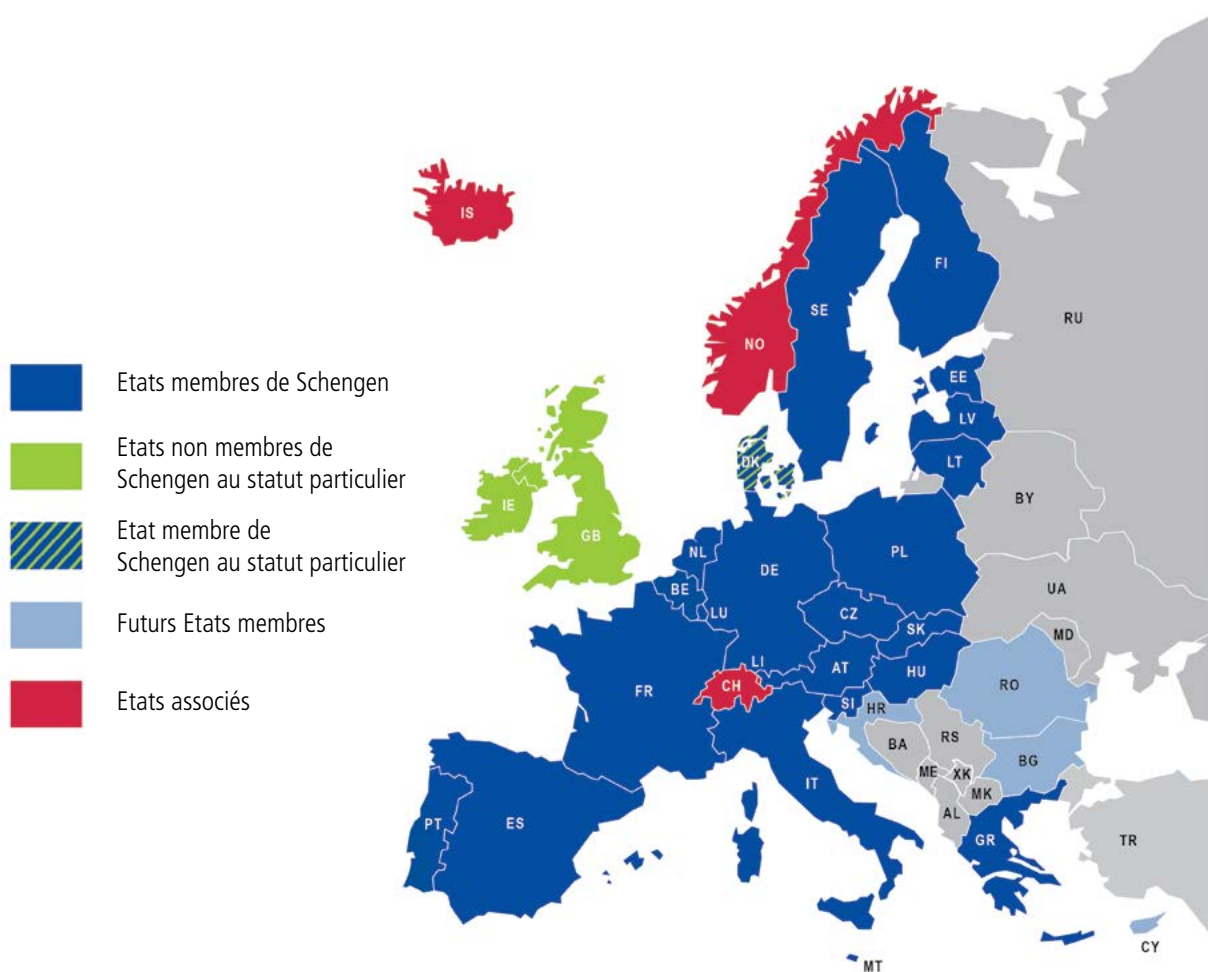 Etats membres de Schengen
Etats non membres de
Schengen au statut particulier
Etat membre de
Schengen au statut particulier
Futurs Etats membres
Etats associés
IS
FI
SE
RU
NO
EE
LV
DK
LT
IE
BY
GB
NL
PL
DE
BE
UA
LU
CZ
SK
MD
LI
AT
HU
CH
RO
FR
SI
HR
BA
RS
BG
ME
XK
IT
MK
AL
PT
ES
GR
TR
CY
MT